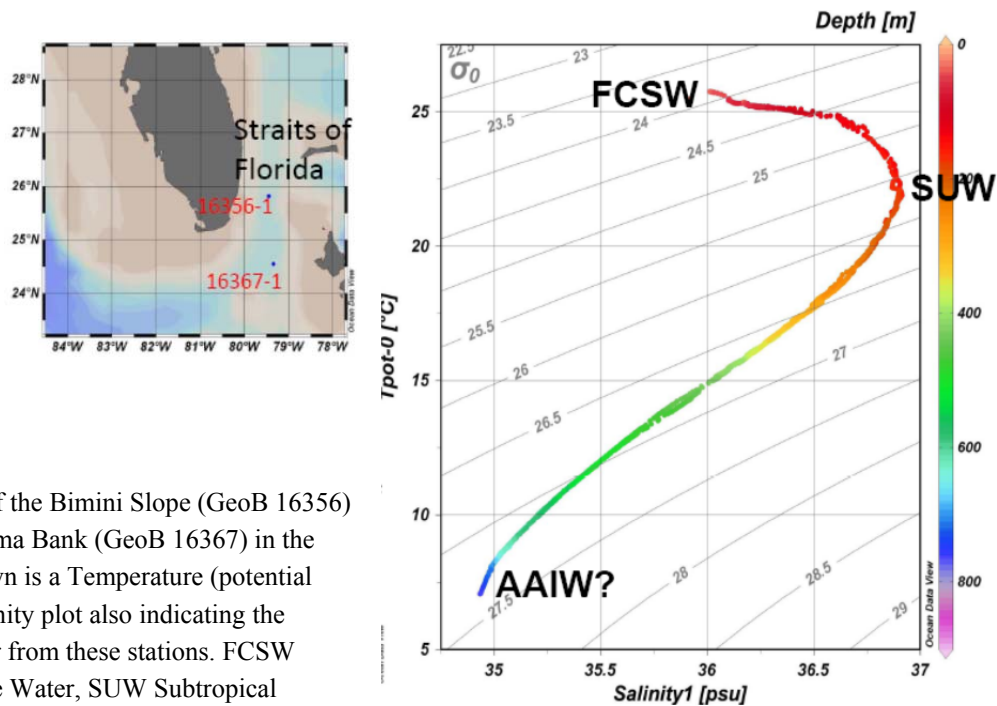 28°N
27°N
26°N
25°N
24°N
84°W
83°W
82°W
81°W
80°W
79°W
78°W
Straits of
Florida
16356-1
16367-1
Ocean Data View
f the Bimini Slope (GeoB 16356)
ma Bank (GeoB 16367) in the
vn is a Temperature (potential
nity plot also indicating the
from these stations. FCSW
e Water, SUW Subtropical
Depth [m]
σ0
22.5
23
23.5
24
24.5
25
25.5
26
26.5
27
27.5
28
28.5
29
FCSW
SUW
AAIW?
Tpot-0 [°C]
25
20
15
10
5
35
35.5
36
36.5
37
Salinity1 [psu]
0
200
400
600
800
Ocean Data View